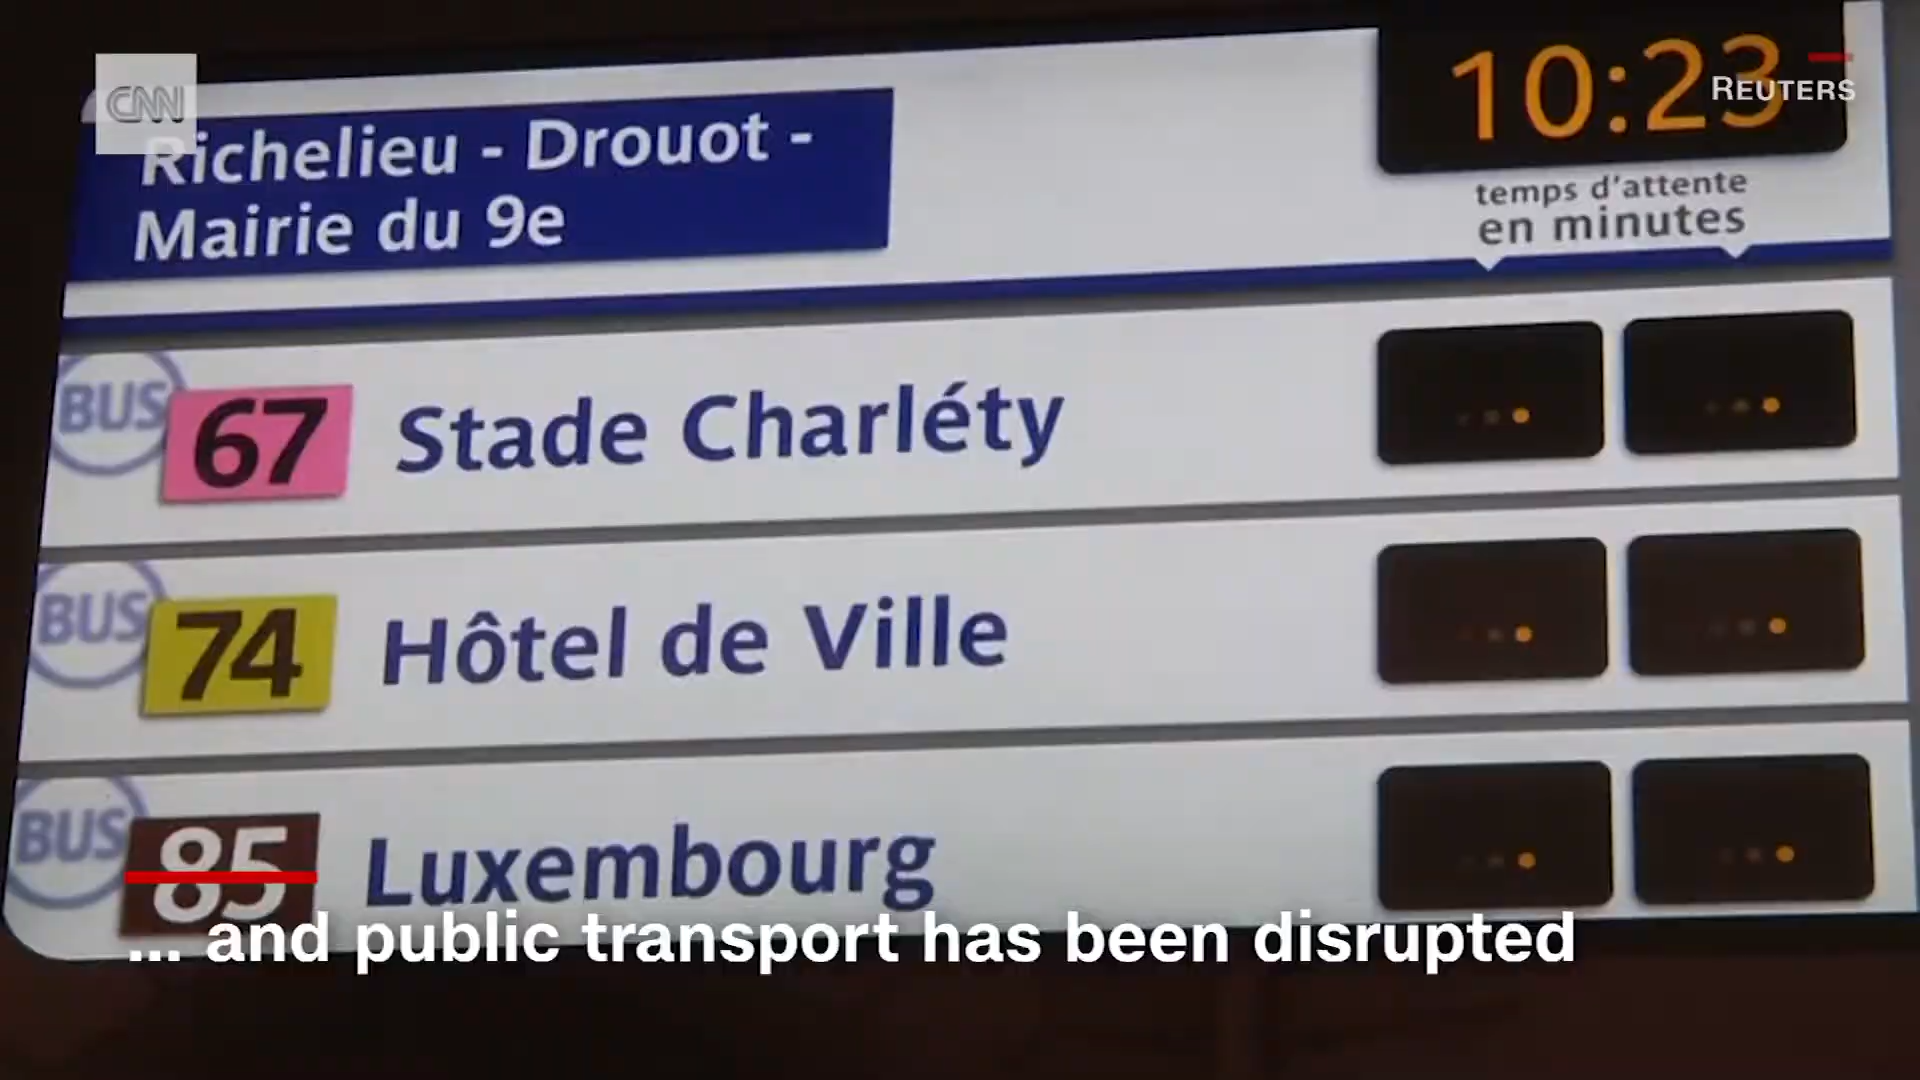 CNN
10:23
REUTERS
Richelieu - Drouot -
Mairie du 9e
temps d'attente
en minutes
BUS 67 Stade Charléty ... ...
BUS 74 Hôtel de Ville ... ...
BUS 85 Luxembourg ... ...
... and public transport has been disrupted